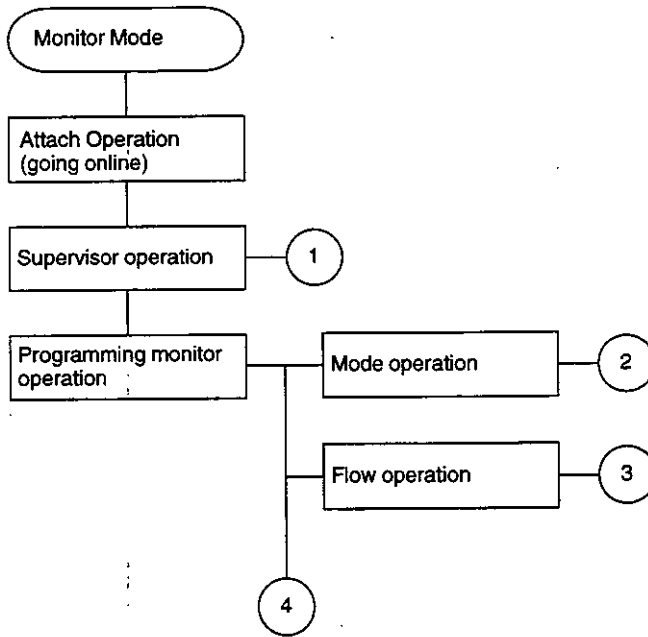 Monitor Mode
Attach Operation
(going online)
Supervisor operation
1
Programming monitor
operation
Mode operation
2
Flow operation
3
4